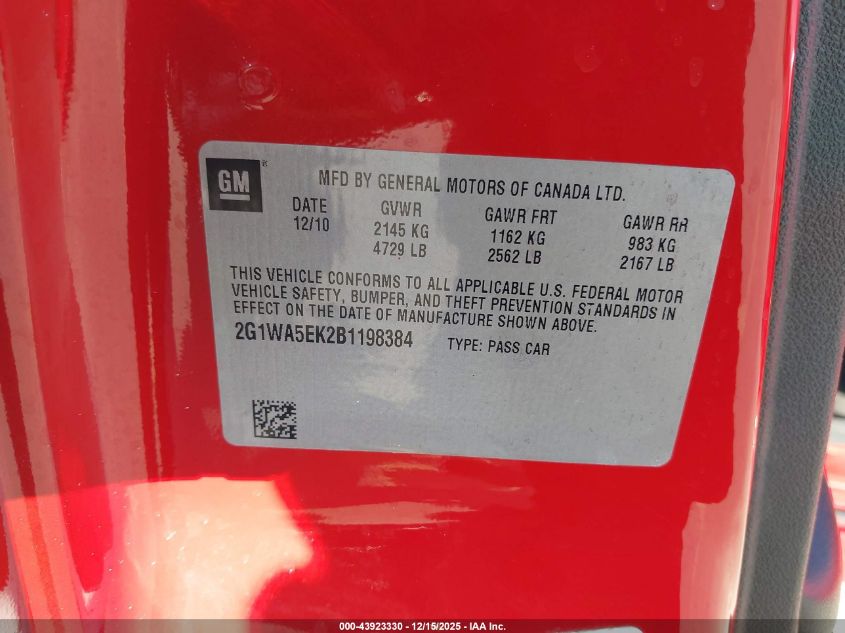 GM®
MFD BY GENERAL MOTORS OF CANADA LTD.
DATE GVWR GAWR FRT GAWR RR
12/10 2145 KG 1162 KG 983 KG
4729 LB 2562 LB 2167 LB
THIS VEHICLE CONFORMS TO ALL APPLICABLE U.S. FEDERAL MOTOR
VEHICLE SAFETY, BUMPER, AND THEFT PREVENTION STANDARDS IN
EFFECT ON THE DATE OF MANUFACTURE SHOWN ABOVE.
2G1WA5EK2B1198384 TYPE: PASS CAR
000-43923330 - 12/15/2025 - IAA Inc.